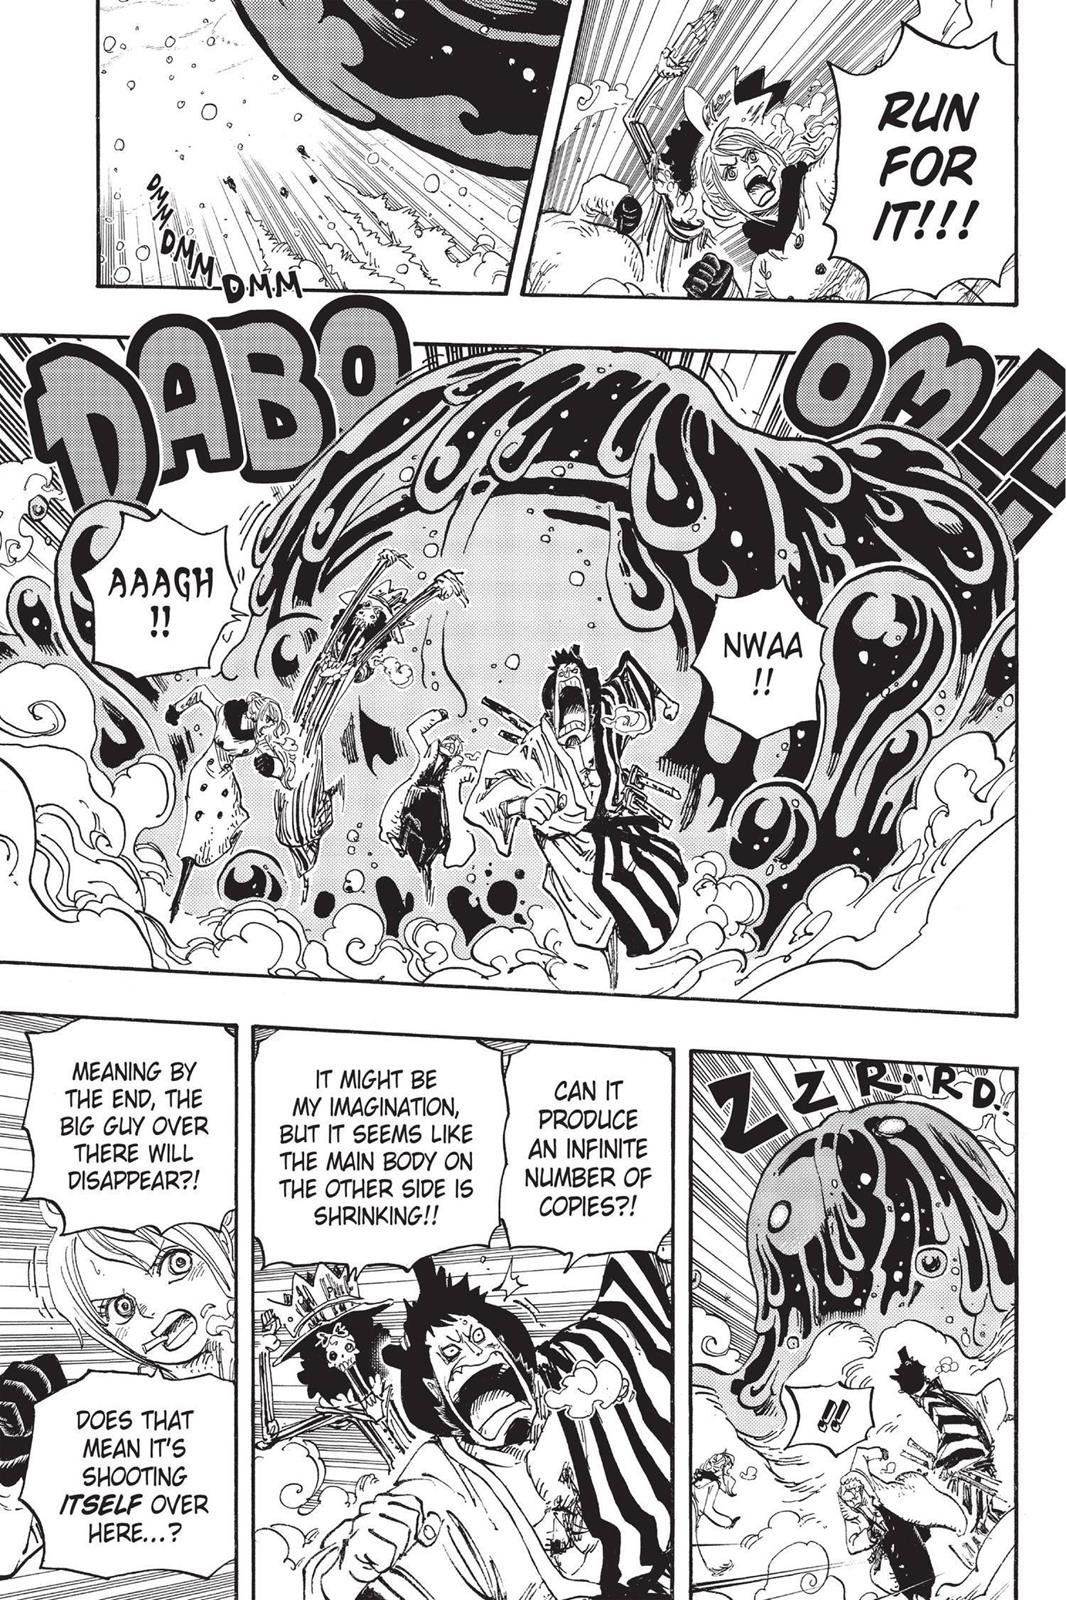 RUN
FOR
IT!!!
DMM
DMM
DMM
DABO
OM!!
NWAA
!!
AAAGH
!!
ZZR..RD..
!!
CAN IT
PRODUCE
AN INFINITE
NUMBER OF
COPIES?!
IT MIGHT BE
MY IMAGINATION,
BUT IT SEEMS LIKE
THE MAIN BODY ON
THE OTHER SIDE IS
SHRINKING!!
MEANING BY
THE END, THE
BIG GUY OVER
THERE WILL
DISAPPEAR?!
DOES THAT
MEAN IT'S
SHOOTING
ITSELF OVER
HERE...?